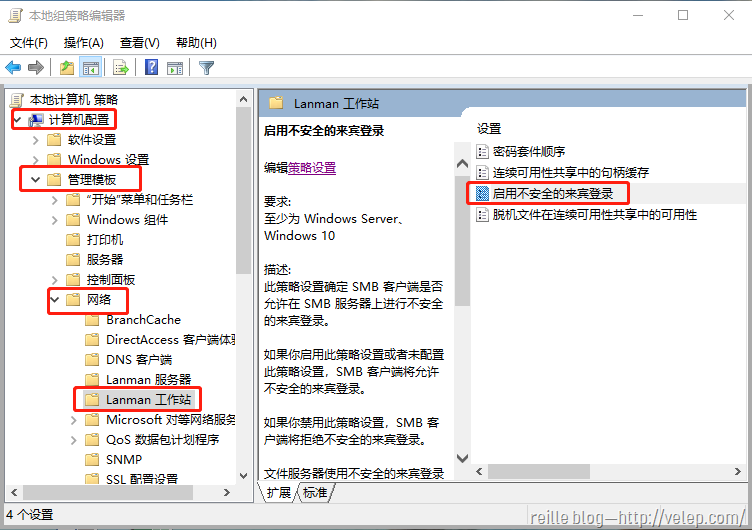 本地组策略编辑器
文件(F) 操作(A) 查看(V) 帮助(H)
本地计算机 策略
计算机配置
软件设置
Windows 设置
管理模板
“开始”菜单和任务栏
Windows 组件
打印机
服务器
控制面板
网络
BranchCache
DirectAccess 客户端体验
DNS 客户端
Lanman 服务器
Lanman 工作站
Microsoft 对等网络服务
QoS 数据包计划程序
SNMP
SSL 配置设置
Lanman 工作站
启用不安全的来宾登录
编辑策略设置
要求:
至少为 Windows Server、
Windows 10
描述:
此策略设置确定 SMB 客户端是否
允许在 SMB 服务器上进行不安全
的来宾登录。
如果你启用此策略设置或者未配置
此策略设置，SMB 客户端将允许
不安全的来宾登录。
如果你禁用此策略设置，SMB 客
户端将拒绝不安全的来宾登录。
文件服务器使用不安全的来宾登录
设置
密码套件顺序
连续可用性共享中的句柄缓存
启用不安全的来宾登录
脱机文件在连续可用性共享中的可用性
扩展 标准
4 个设置
reille blog—http://velep.com/